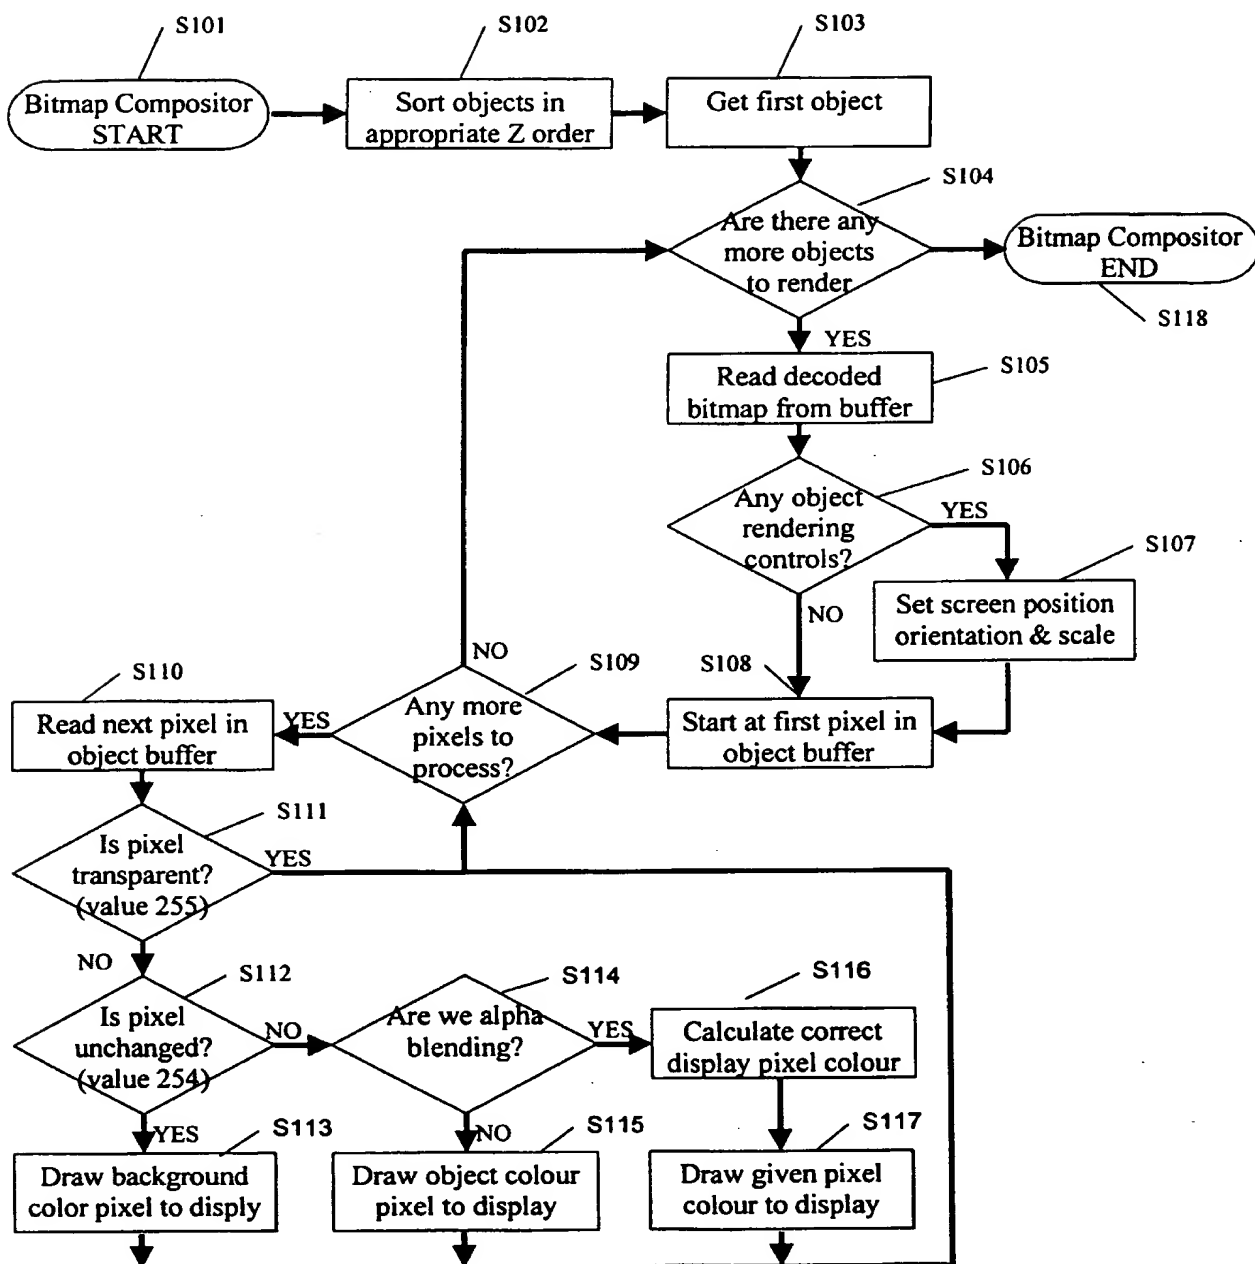 S101
S102
S103
Bitmap Compositor
START
Sort objects in
appropriate Z order
Get first object
S104
Are there any
more objects
to render
Bitmap Compositor
END
S118
YES
Read decoded
bitmap from buffer
S105
S106
Any object
rendering
controls?
YES
S107
NO
Set screen position
orientation & scale
S110
NO
S109
S108
Read next pixel in
object buffer
YES
Any more
pixels to
process?
Start at first pixel in
object buffer
S111
Is pixel
transparent?
(value 255)
YES
NO
S112
S114
S116
Is pixel
unchanged?
(value 254)
NO
Are we alpha
blending?
YES
Calculate correct
display pixel colour
YES
S113
NO
S115
S117
Draw background
color pixel to disply
Draw object colour
pixel to display
Draw given pixel
colour to display